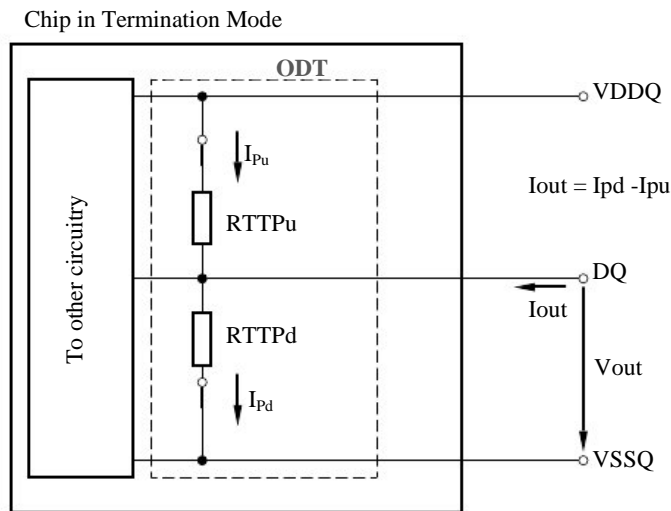 Chip in Termination Mode
ODT
VDDQ
IPu
Iout = Ipd -Ipu
RTTPu
To other circuitry
DQ
Iout
RTTPd
Vout
IPd
VSSQ